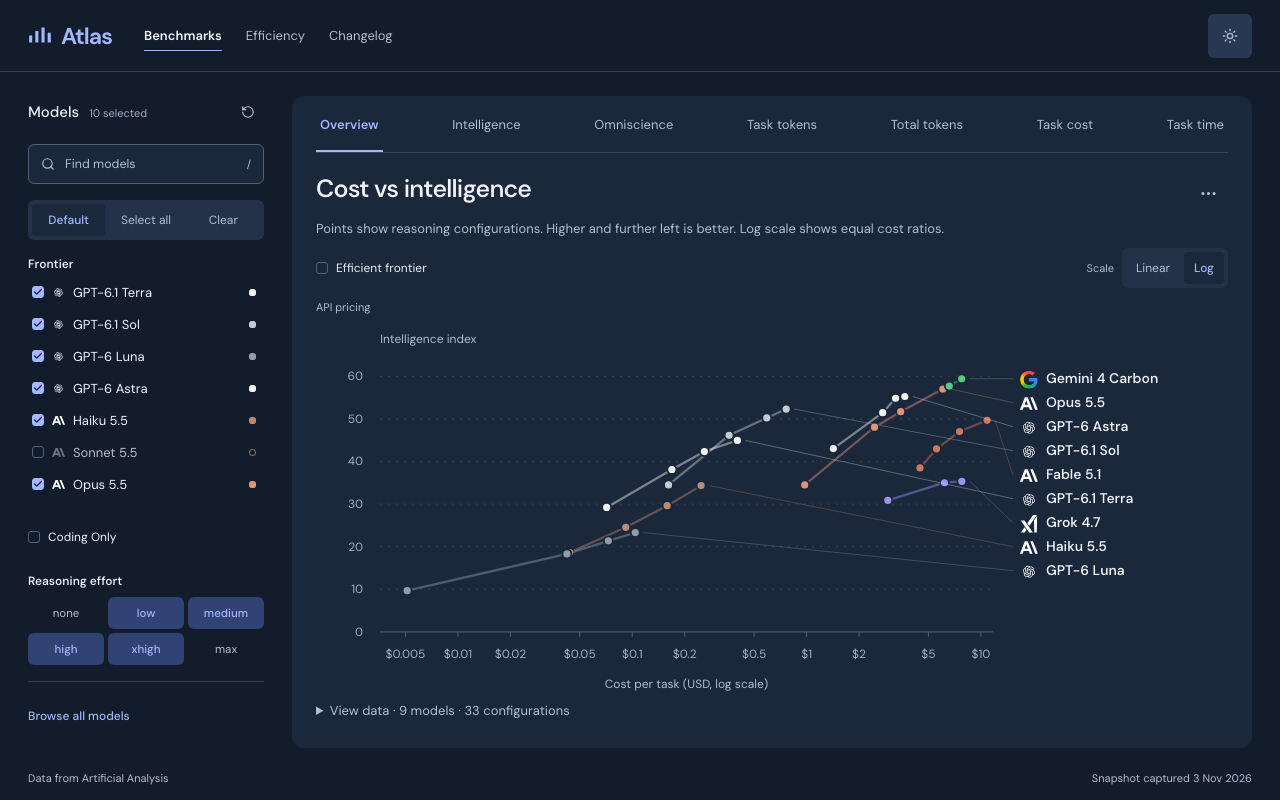 Atlas
Benchmarks
Efficiency
Changelog
Models
10 selected
Find models
/
Default
Select all
Clear
Frontier
GPT-6.1 Terra
GPT-6.1 Sol
GPT-6 Luna
GPT-6 Astra
Haiku 5.5
Sonnet 5.5
Opus 5.5
Coding Only
Reasoning effort
none
low
medium
high
xhigh
max
Browse all models
Overview
Intelligence
Omniscience
Task tokens
Total tokens
Task cost
Task time
Cost vs intelligence
Points show reasoning configurations. Higher and further left is better. Log scale shows equal cost ratios.
Efficient frontier
Scale
Linear
Log
API pricing
Intelligence index
60
50
40
30
20
10
0
$0.005
$0.01
$0.02
$0.05
$0.1
$0.2
$0.5
$1
$2
$5
$10
Cost per task (USD, log scale)
Gemini 4 Carbon
Opus 5.5
GPT-6 Astra
GPT-6.1 Sol
Fable 5.1
GPT-6.1 Terra
Grok 4.7
Haiku 5.5
GPT-6 Luna
View data · 9 models · 33 configurations
Data from Artificial Analysis
Snapshot captured 3 Nov 2026